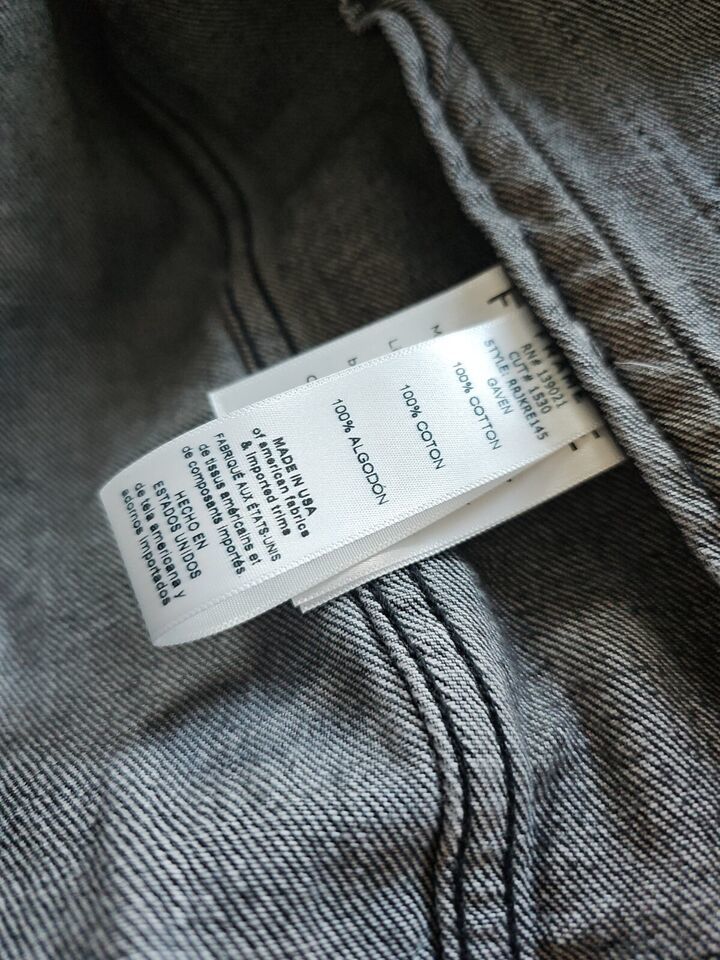 RN# 139021
CUT# 1530
STYLE: RRJKRE145
GAVEN
100% COTTON
100% COTON
100% ALGODÓN
MADE IN USA
of american fabrics
& imported trims
FABRIQUÉ AUX ÉTATS-UNIS
de tissus américains et
de composants importés
HECHO EN
ESTADOS UNIDOS
de tela americana y
adornos importados